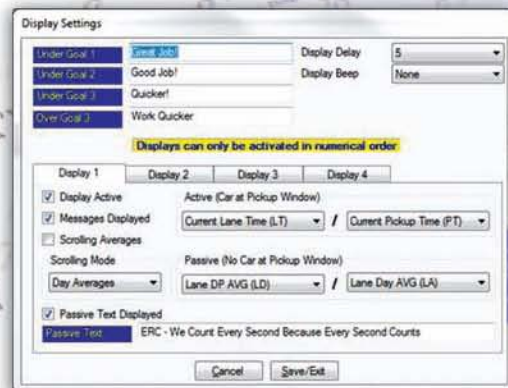 Display Settings
Under Goal 1 Great Job! Display Delay 5
Under Goal 2 Good Job! Display Beep None
Under Goal 3 Quicker!
Over Goal 3 Work Quicker
Displays can only be activated in numerical order
Display 1 Display 2 Display 3 Display 4
Display Active Active (Car at Pickup Window)
Messages Displayed Current Lane Time (LT) / Current Pickup Time (PT)
Scrolling Averages
Scrolling Mode Passive (No Car at Pickup Window)
Day Averages Lane DP AVG (LD) / Lane Day AVG (LA)
Passive Text Displayed
Passive Text ERC - We Count Every Second Because Every Second Counts
Cancel Save/Exit